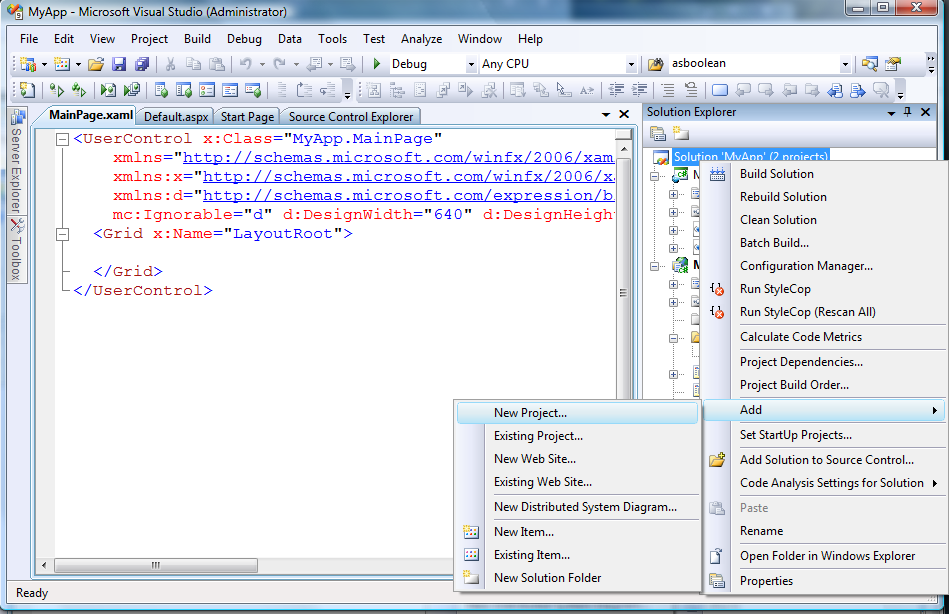 MyApp - Microsoft Visual Studio (Administrator)
File Edit View Project Build Debug Data Tools Test Analyze Window Help
Debug Any CPU asboolean
MainPage.xaml Default.aspx Start Page Source Control Explorer
Server Explorer
Toolbox
<UserControl x:Class="MyApp.MainPage"
xmlns="http://schemas.microsoft.com/winfx/2006/xam
xmlns:x="http://schemas.microsoft.com/winfx/2006/xa
xmlns:d="http://schemas.microsoft.com/expression/b
mc:Ignorable="d" d:DesignWidth="640" d:DesignHeigh
<Grid x:Name="LayoutRoot">
</Grid>
</UserControl>
Solution Explorer
Solution 'MyApp' (2 projects)
Build Solution
Rebuild Solution
Clean Solution
Batch Build...
Configuration Manager...
Run StyleCop
Run StyleCop (Rescan All)
Calculate Code Metrics
Project Dependencies...
Project Build Order...
Add
Set StartUp Projects...
Add Solution to Source Control...
Code Analysis Settings for Solution
Paste
Rename
Open Folder in Windows Explorer
Properties
New Project...
Existing Project...
New Web Site...
Existing Web Site...
New Distributed System Diagram...
New Item...
Existing Item...
New Solution Folder
Ready